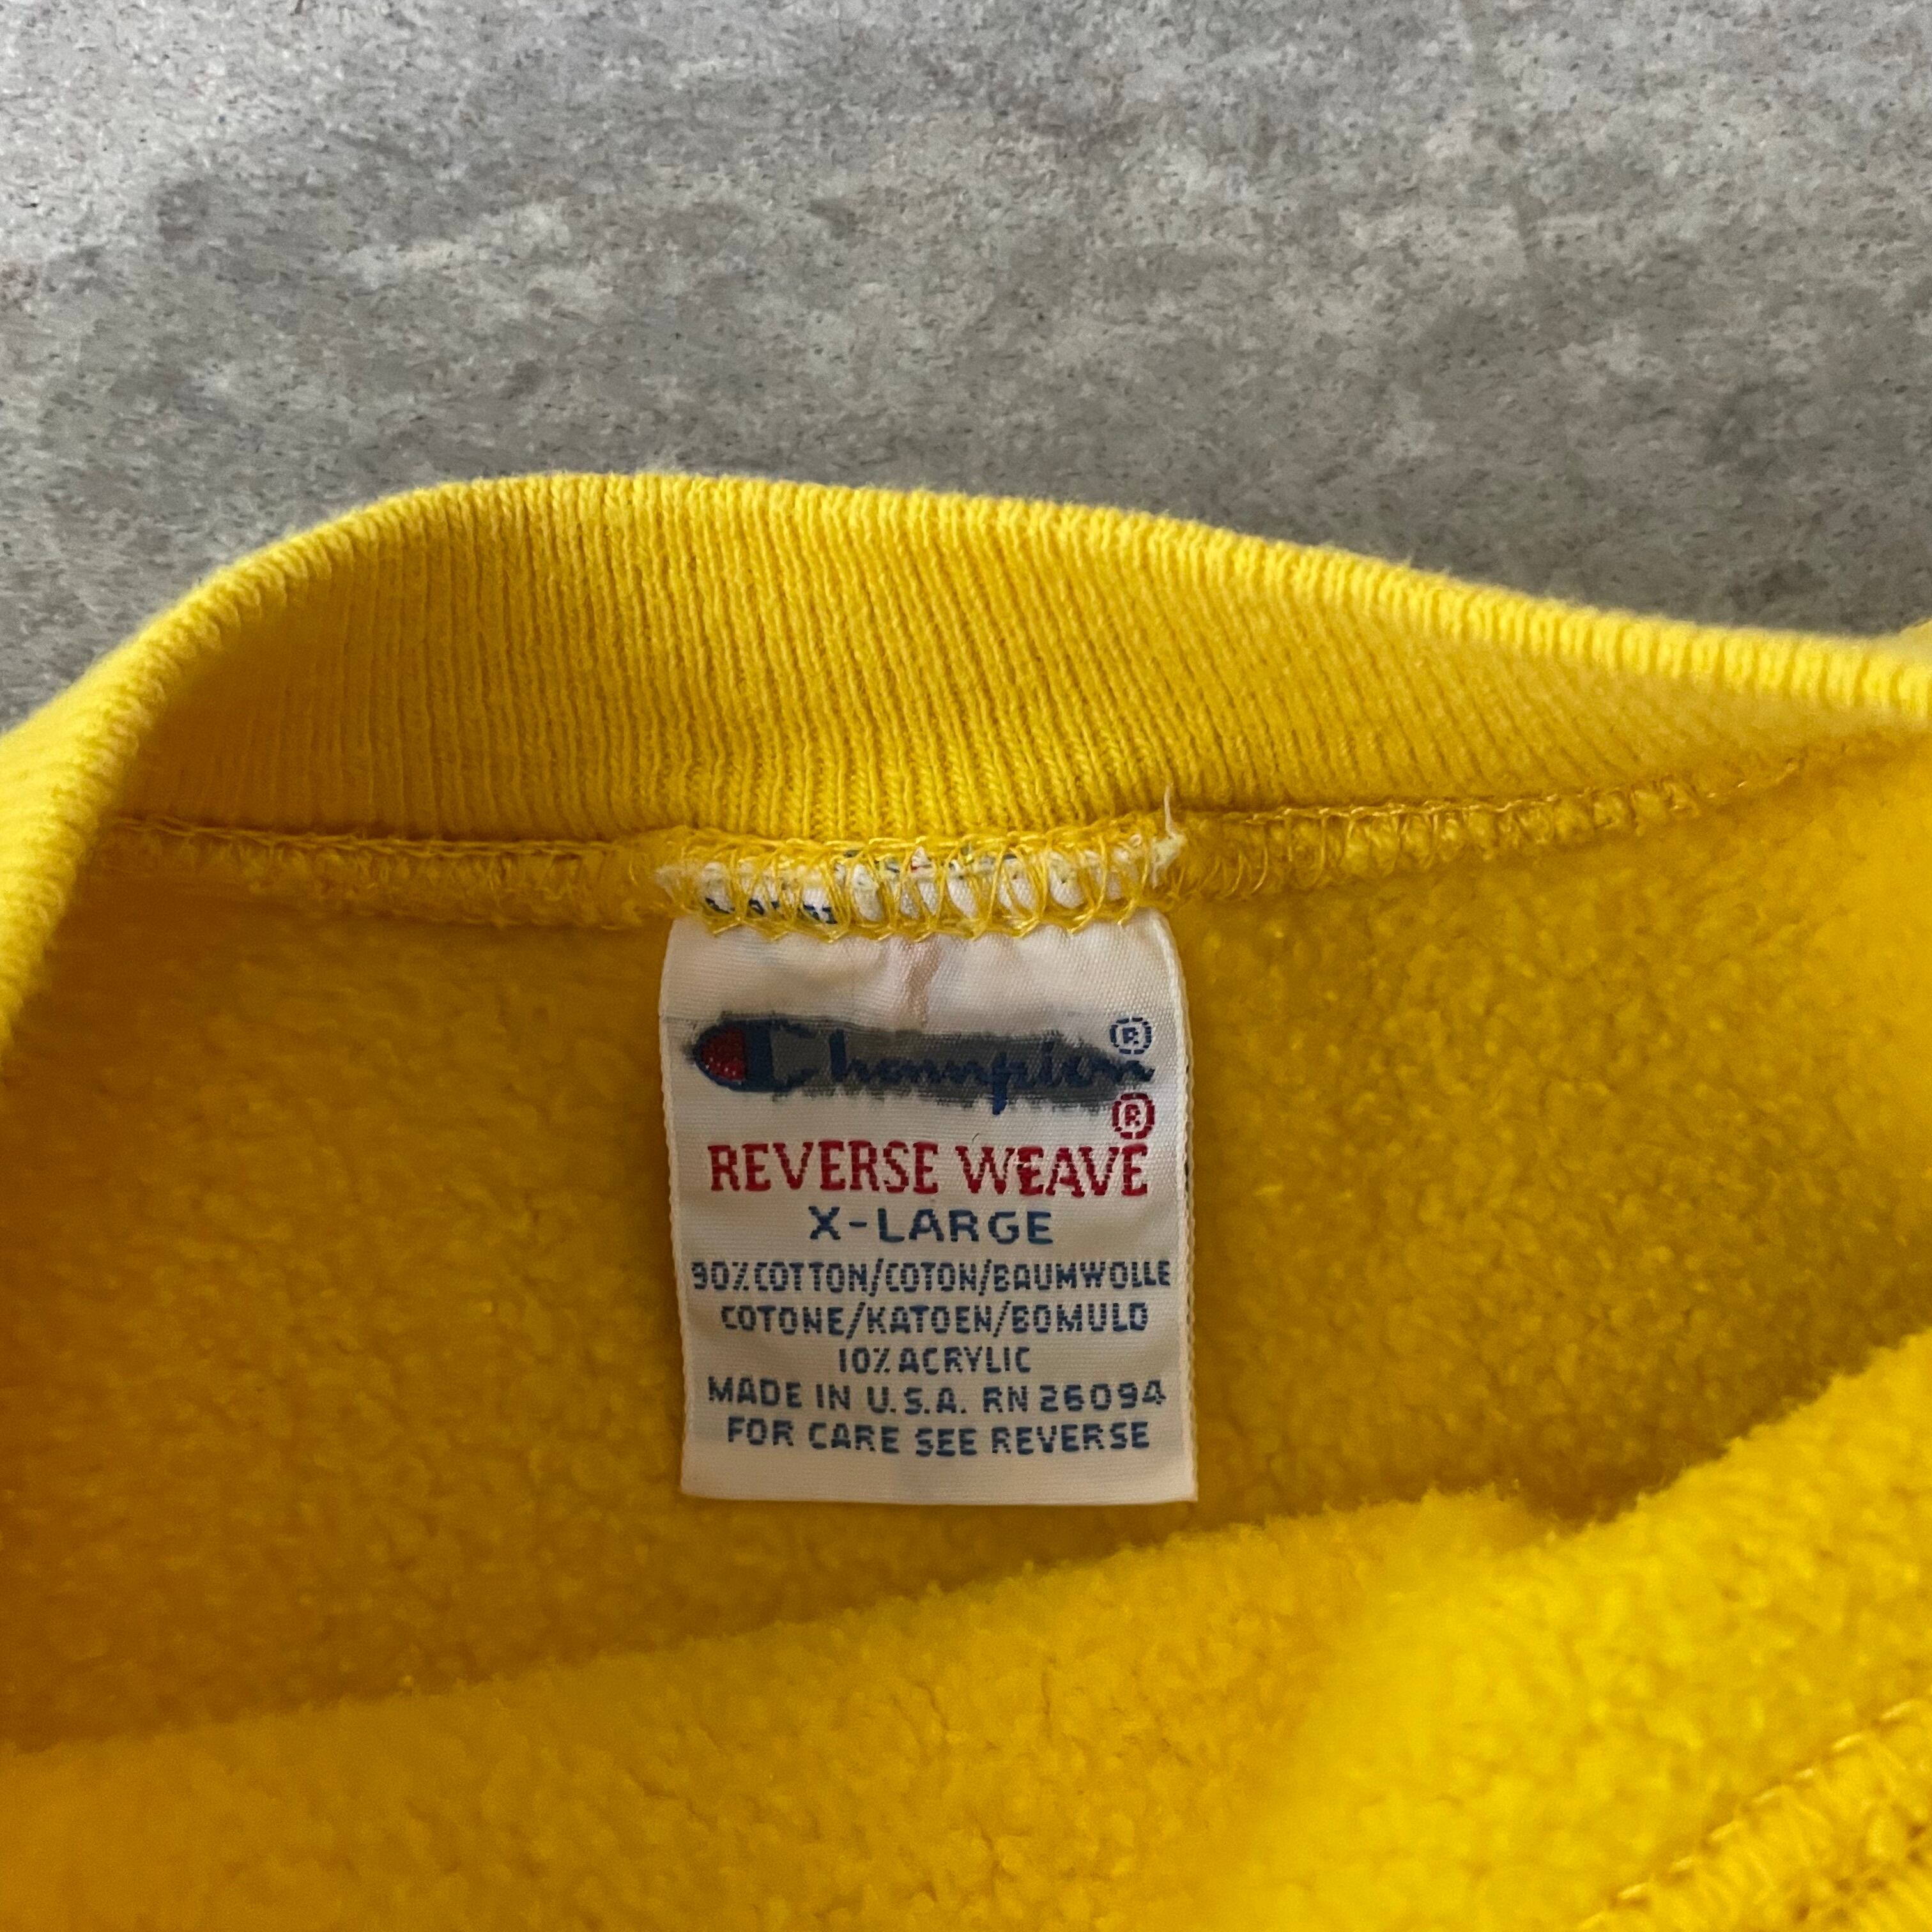 Champion®
®
REVERSE WEAVE
X-LARGE
90%COTTON/COTON/BAUMWOLLE
COTONE/KATOEN/BOMULD
10% ACRYLIC
MADE IN U.S.A. RN 26094
FOR CARE SEE REVERSE